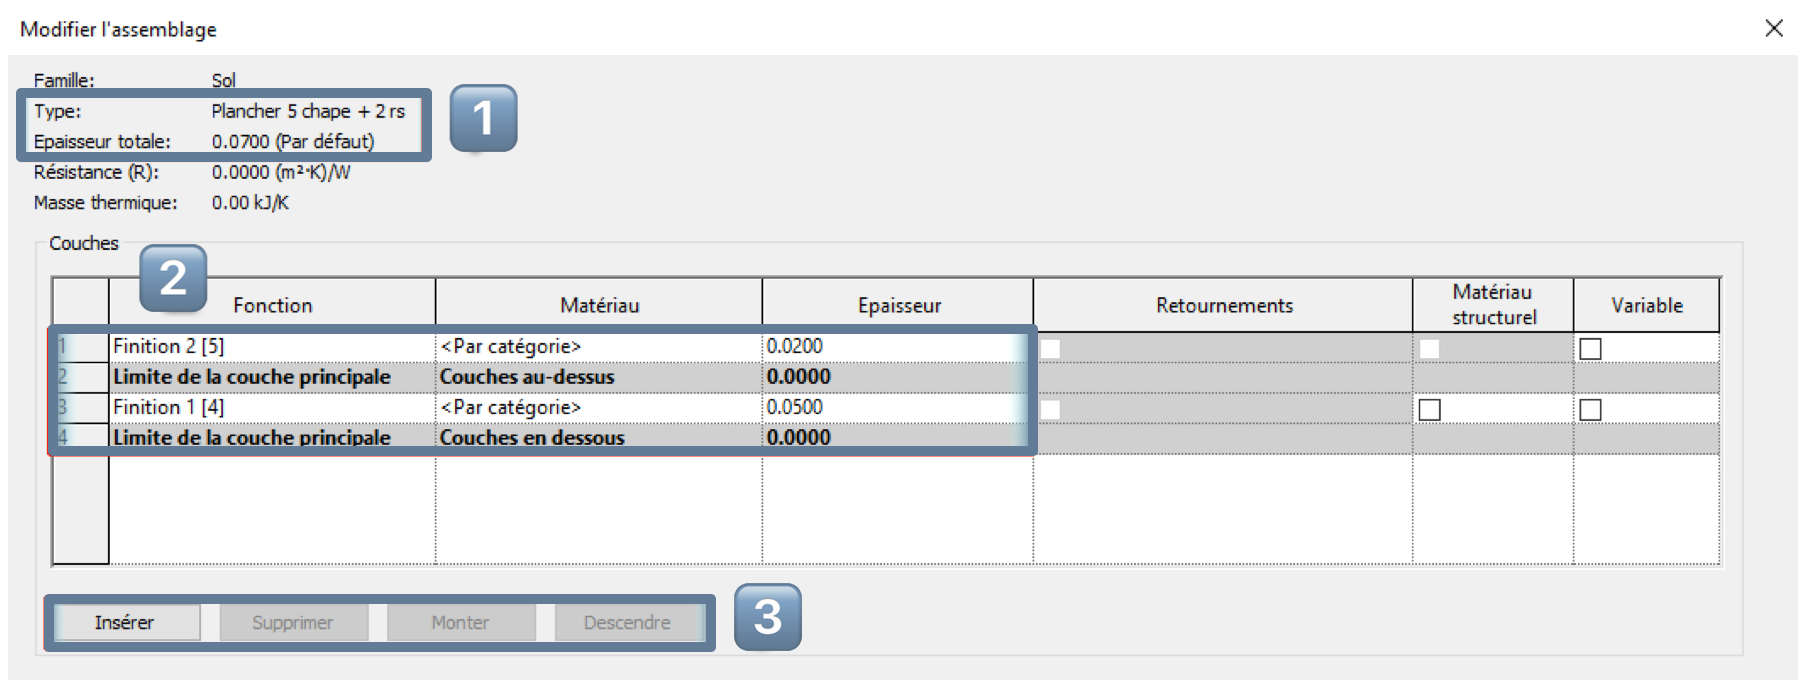 Modifier l'assemblage
Famille: Sol
Type: Plancher 5 chape + 2 rs
1
Epaisseur totale: 0.0700 (Par défaut)
Résistance (R): 0.0000 (m²·K)/W
Masse thermique: 0.00 kJ/K
Couches
2
Fonction Matériau Epaisseur Retournements Matériau structurel Variable
1 Finition 2 [5] <Par catégorie> 0.0200
2 Limite de la couche principale Couches au-dessus 0.0000
3 Finition 1 [4] <Par catégorie> 0.0500
4 Limite de la couche principale Couches en dessous 0.0000
Insérer Supprimer Monter Descendre
3